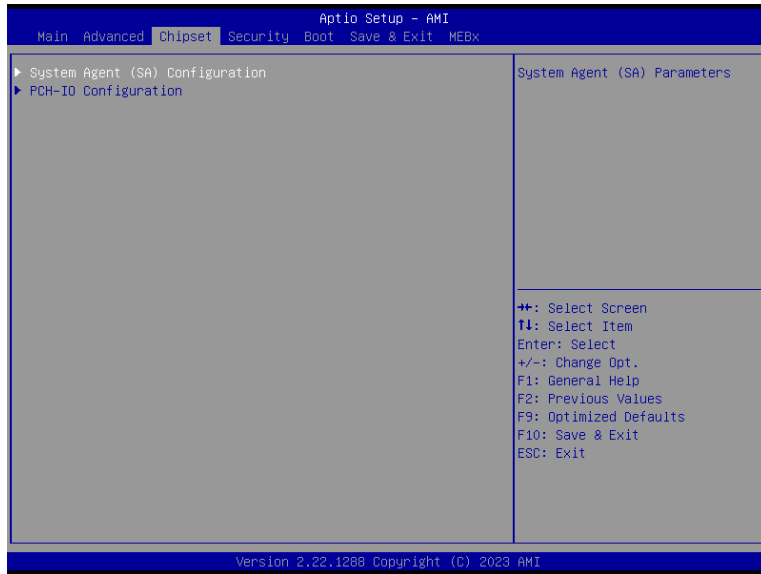 Aptio Setup – AMI
Main Advanced Chipset Security Boot Save & Exit MEBx
▶ System Agent (SA) Configuration
▶ PCH-IO Configuration
System Agent (SA) Parameters
→←: Select Screen
↑↓: Select Item
Enter: Select
+/-: Change Opt.
F1: General Help
F2: Previous Values
F9: Optimized Defaults
F10: Save & Exit
ESC: Exit
Version 2.22.1288 Copyright (C) 2023 AMI